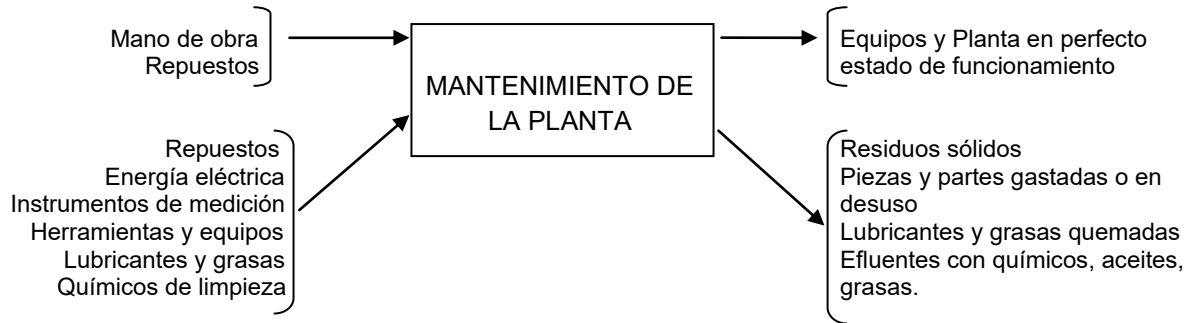 Mano de obra
Repuestos
Repuestos
Energía eléctrica
Instrumentos de medición
Herramientas y equipos
Lubricantes y grasas
Químicos de limpieza
MANTENIMIENTO DE
LA PLANTA
Equipos y Planta en perfecto
estado de funcionamiento
Residuos sólidos
Piezas y partes gastadas o en
desuso
Lubricantes y grasas quemadas
Efluentes con químicos, aceites,
grasas.